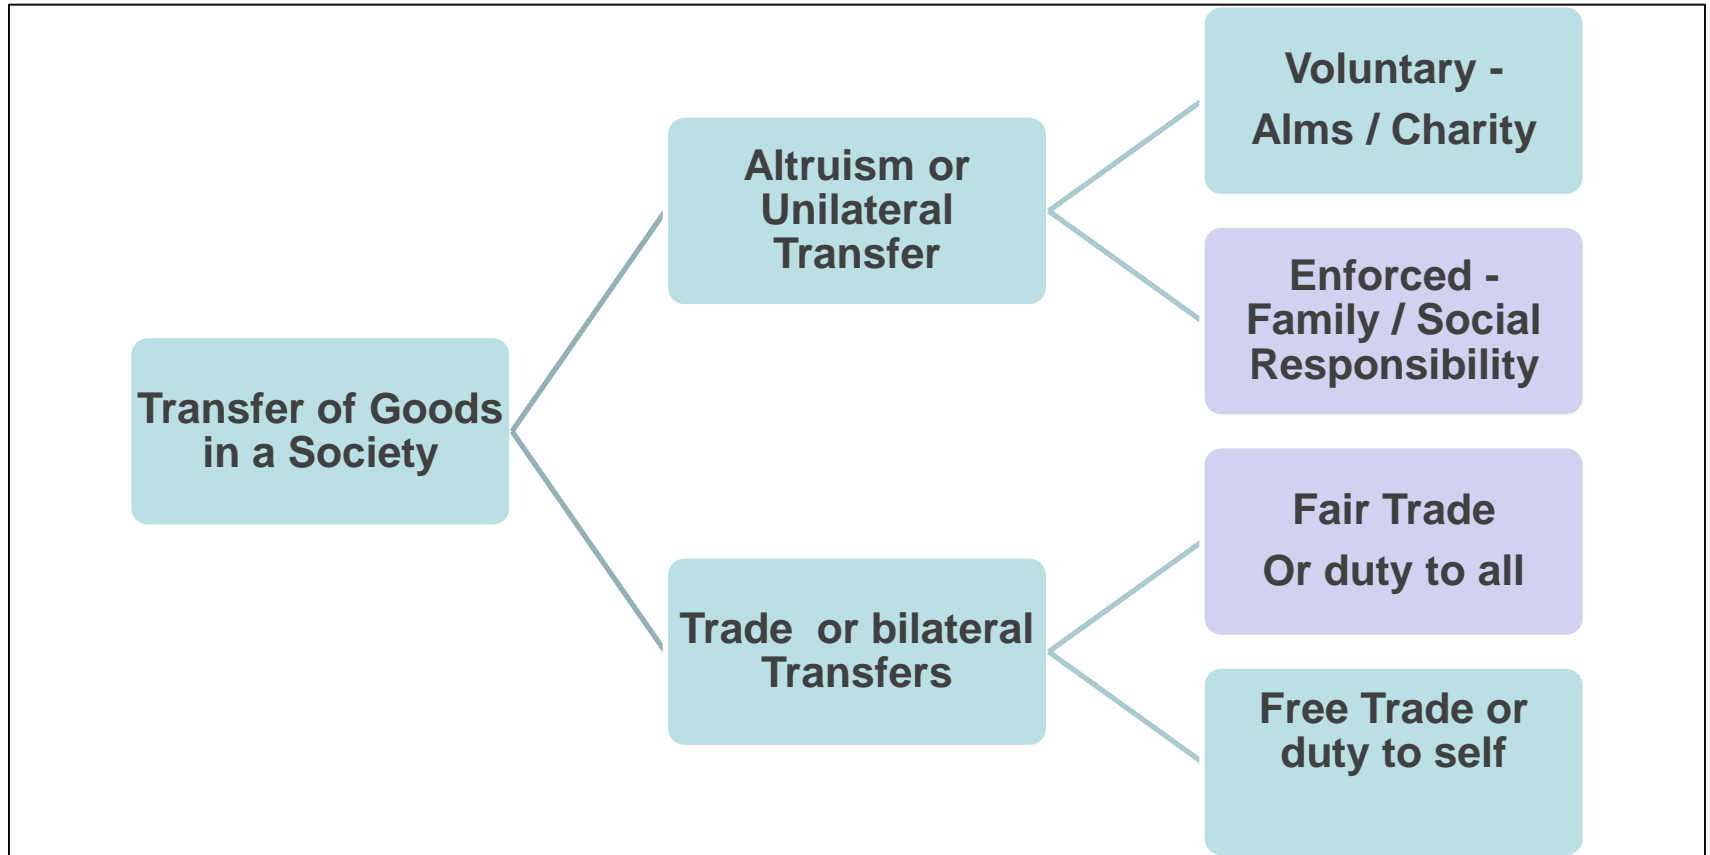 Transfer of Goods
in a Society
Altruism or
Unilateral
Transfer
Trade or bilateral
Transfers
Voluntary -
Alms / Charity
Enforced -
Family / Social
Responsibility
Fair Trade
Or duty to all
Free Trade or
duty to self